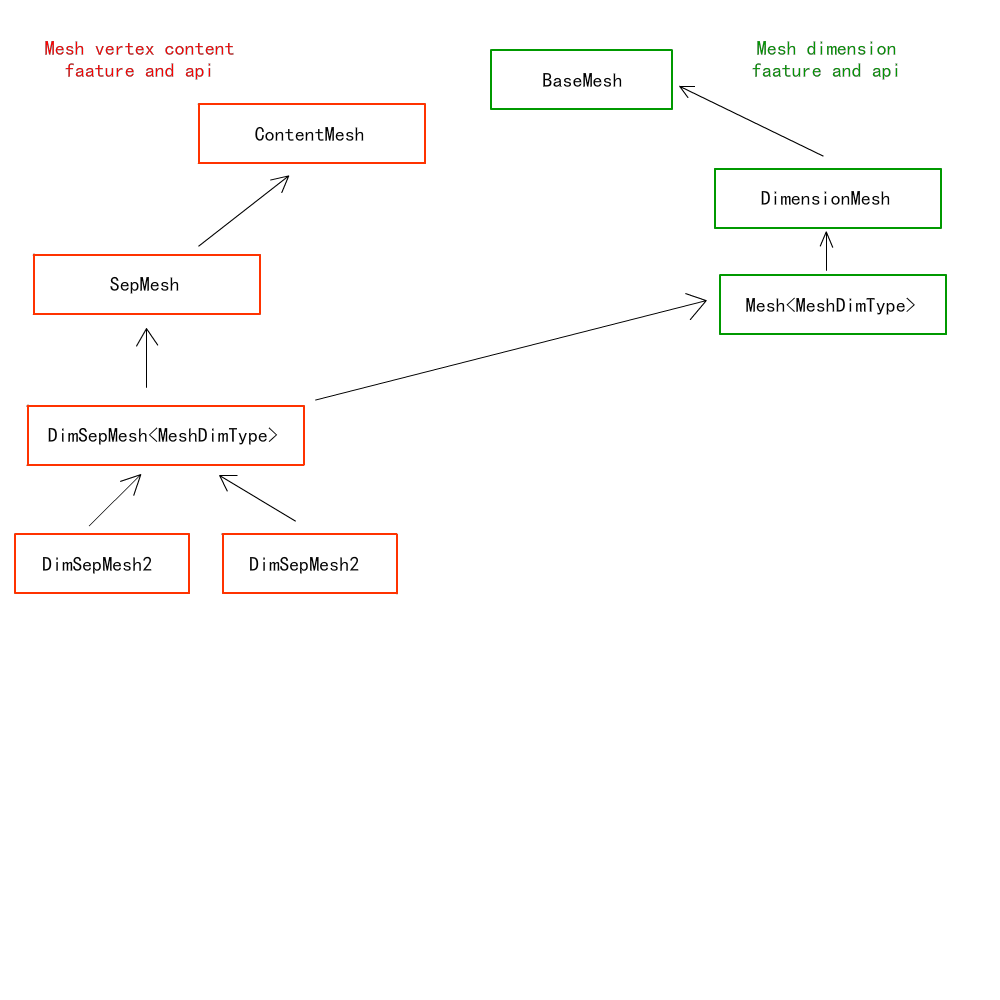 Mesh vertex content
faature and api
Mesh dimension
faature and api
BaseMesh
ContentMesh
DimensionMesh
SepMesh
Mesh<MeshDimType>
DimSepMesh<MeshDimType>
DimSepMesh2
DimSepMesh2